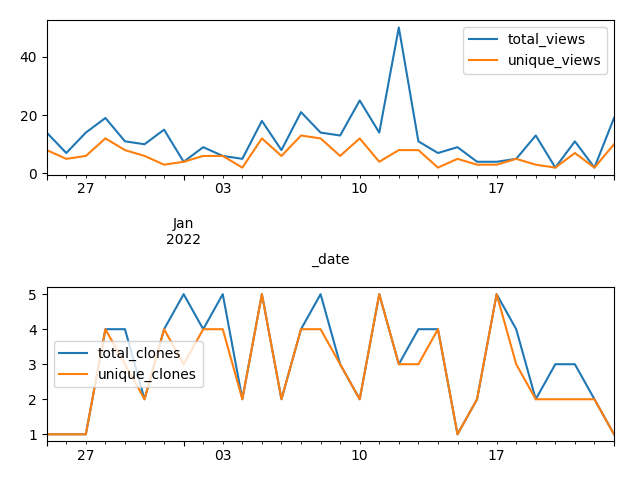 total_views
unique_views
40
20
0
27 03 10 17
Jan
2022
_date
5
4
3
2
1
total_clones
unique_clones
27 03 10 17